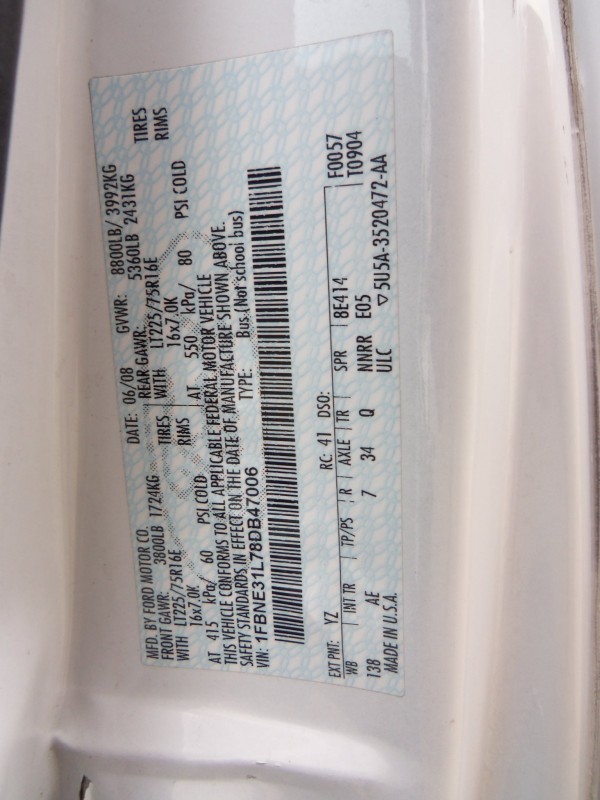 MFD. BY FORD MOTOR CO.
DATE: 06/08 GVWR: 8800LB/ 3992KG
FRONT GAWR: 3800LB 1724KG REAR GAWR: 5360LB 2431KG
WITH LT225/75R16E TIRES WITH LT225/75R16E TIRES
16x7.0K RIMS 16x7.0K RIMS
AT 415 kPa/ 60 PSI COLD AT 550 kPa/ 80 PSI COLD
THIS VEHICLE CONFORMS TO ALL APPLICABLE FEDERAL MOTOR VEHICLE
SAFETY STANDARDS IN EFFECT ON THE DATE OF MANUFACTURE SHOWN ABOVE.
VIN: 1FBNE31L78DB47006 TYPE: Bus (Not school bus)
EXT PNT: YZ RC: 41 DSO: F0057
WB INT TR TP/PS R AXLE TR SPR 8E414 T0904
138 AE 7 34 Q NNRR E05
MADE IN U.S.A. ULC ▽5U5A-3520472-AA